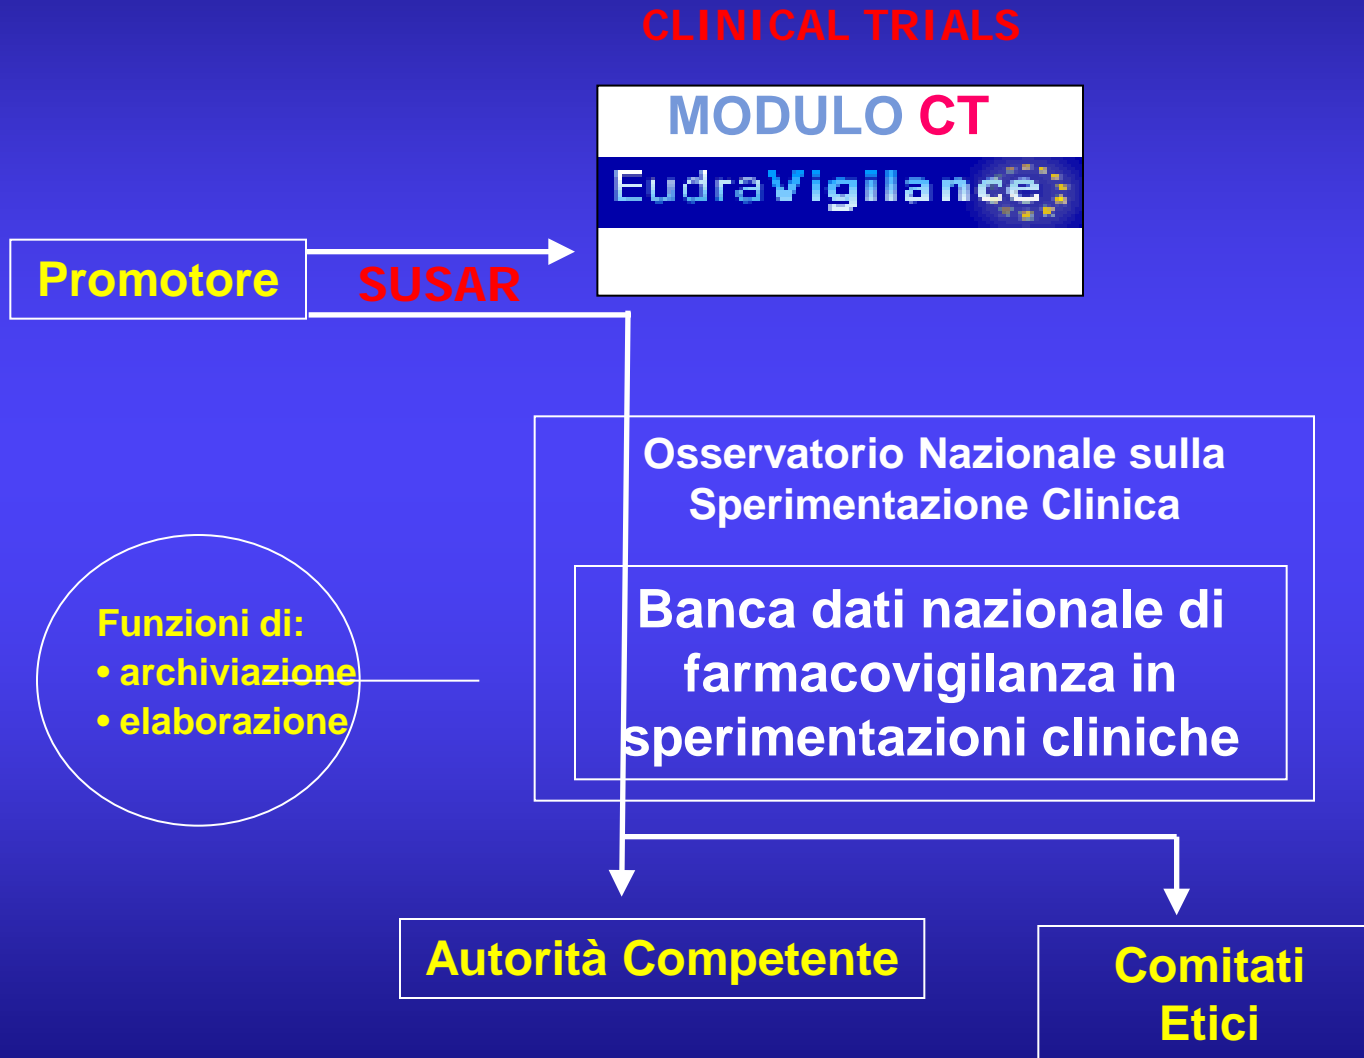 CLINICAL TRIALS
MODULO CT
EudraVigilance
Promotore
SUSAR
Osservatorio Nazionale sulla
Sperimentazione Clinica
Funzioni di:
• archiviazione
• elaborazione
Banca dati nazionale di
farmacovigilanza in
sperimentazioni cliniche
Autorità Competente
Comitati
Etici